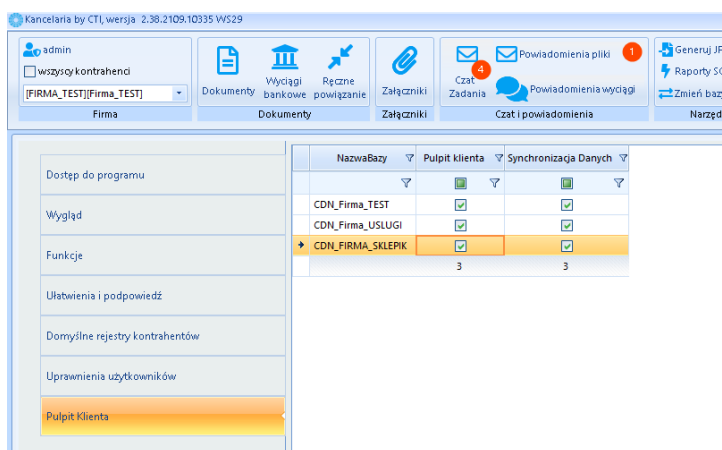 Kancelaria by CTI, wersja 2.38.2109.10335 WS29
admin
wszyscy kontrahenci
[FIRMA_TEST][Firma_TEST]
Firma
Dokumenty
Wyciągi bankowe
Ręczne powiązanie
Dokumenty
Załączniki
Załączniki
Czat Zadania
4
Powiadomienia pliki
1
Powiadomienia wyciągi
Czat i powiadomienia
Generuj JP
Raporty SQ
Zmień bazy
Narzęd
Dostęp do programu
Wygląd
Funkcje
Ułatwienia i podpowiedź
Domyślne rejestry kontrahentów
Uprawnienia użytkowników
Pulpit Klienta
NazwaBazy Pulpit klienta Synchronizacja Danych
CDN_Firma_TEST
CDN_Firma_USLUGI
CDN_FIRMA_SKLEPIK
3 3